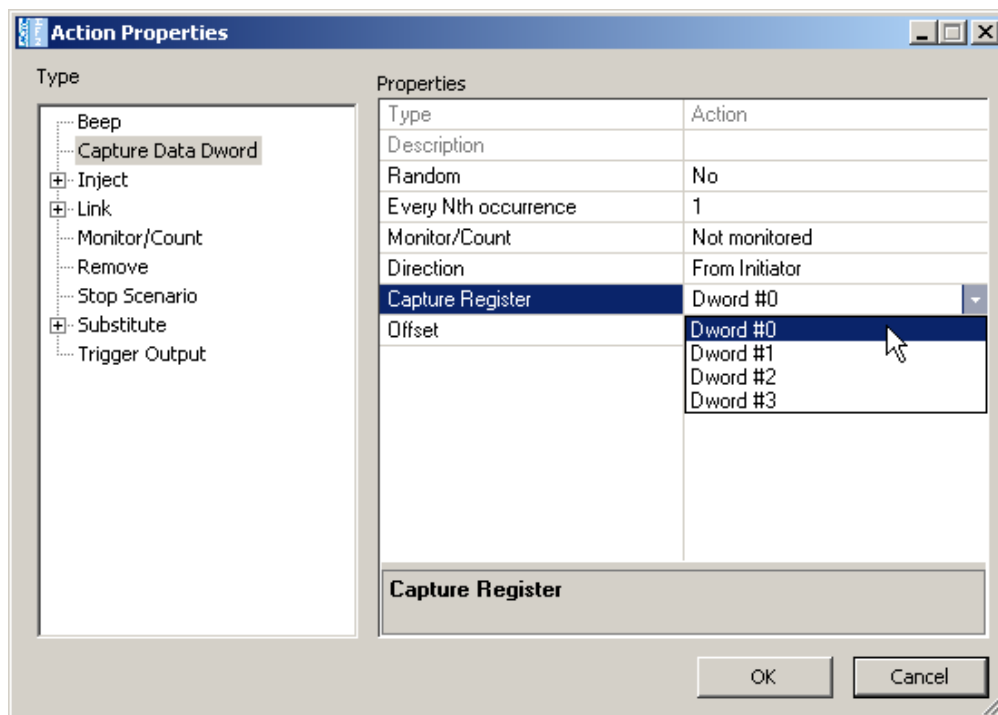 Action Properties
Type
Beep
Capture Data Dword
Inject
Link
Monitor/Count
Remove
Stop Scenario
Substitute
Trigger Output
Properties
Type Action
Description
Random No
Every Nth occurrence 1
Monitor/Count Not monitored
Direction From Initiator
Capture Register Dword #0
Offset Dword #0
Dword #1
Dword #2
Dword #3
Capture Register
OK Cancel